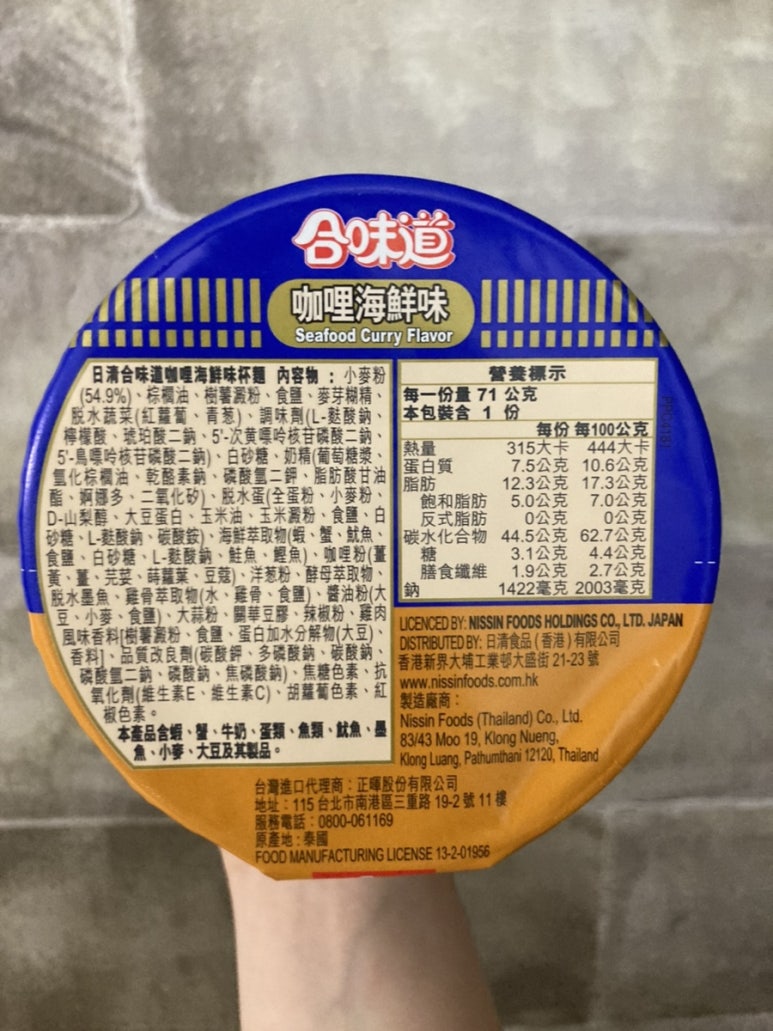 合味道
咖哩海鮮味
Seafood Curry Flavor
日清合味道咖哩海鮮味杯麵 內容物：小麥粉
(54.9%)、棕櫚油、樹薯澱粉、食鹽、麥芽糊精、
脫水蔬菜(紅蘿蔔、青葱)、調味劑(L-麩酸鈉、
檸檬酸、琥珀酸二鈉、5'-次黃嘌呤核苷磷酸二鈉、
5'-鳥嘌呤核苷磷酸二鈉)、白砂糖、奶精(葡萄糖漿、
氫化棕櫚油、乾酪素鈉、磷酸氫二鉀、脂肪酸甘油
酯、婀娜多、二氧化矽)、脫水蛋(全蛋粉、小麥粉、
D-山梨醇、大豆蛋白、玉米油、玉米澱粉、食鹽、白
砂糖、L-麩酸鈉、碳酸銨)、海鮮萃取物(蝦、蟹、魷魚、
食鹽、白砂糖、L-麩酸鈉、鮭魚、鰹魚)、咖哩粉(薑
黃、薑、芫荽、蒔蘿葉、豆蔻)、洋葱粉、酵母萃取物、
脫水墨魚、雞骨萃取物(水、雞骨、食鹽)、醬油粉(大
豆、小麥、食鹽)、大蒜粉、關華豆膠、辣椒粉、雞肉
風味香料[樹薯澱粉、食鹽、蛋白加水分解物(大豆)、
香料]、品質改良劑(碳酸鉀、多磷酸鈉、碳酸鈉、
磷酸氫二鈉、磷酸鈉、焦磷酸鈉)、焦糖色素、抗
氧化劑(維生素E、維生素C)、胡蘿蔔色素、紅
椒色素。
本產品含蝦、蟹、牛奶、蛋類、魚類、魷魚、墨
魚、小麥、大豆及其製品。
營養標示
每一份量 71 公克
本包裝含 1 份
每份 每100公克
熱量 315大卡 444大卡
蛋白質 7.5公克 10.6公克
脂肪 12.3公克 17.3公克
飽和脂肪 5.0公克 7.0公克
反式脂肪 0公克 0公克
碳水化合物 44.5公克 62.7公克
糖 3.1公克 4.4公克
膳食纖維 1.9公克 2.7公克
鈉 1422毫克 2003毫克
LICENCED BY: NISSIN FOODS HOLDINGS CO., LTD. JAPAN
DISTRIBUTED BY: 日清食品 ( 香港 ) 有限公司
香港新界大埔工業邨大盛街 21-23 號
www.nissinfoods.com.hk
製造廠商：
Nissin Foods (Thailand) Co., Ltd.
83/43 Moo 19, Klong Nueng,
Klong Luang, Pathumthani 12120, Thailand
台灣進口代理商：正暉股份有限公司
地址：115 台北市南港區三重路 19-2 號 11 樓
服務電話：0800-061169
原產地：泰國
FOOD MANUFACTURING LICENSE 13-2-01956